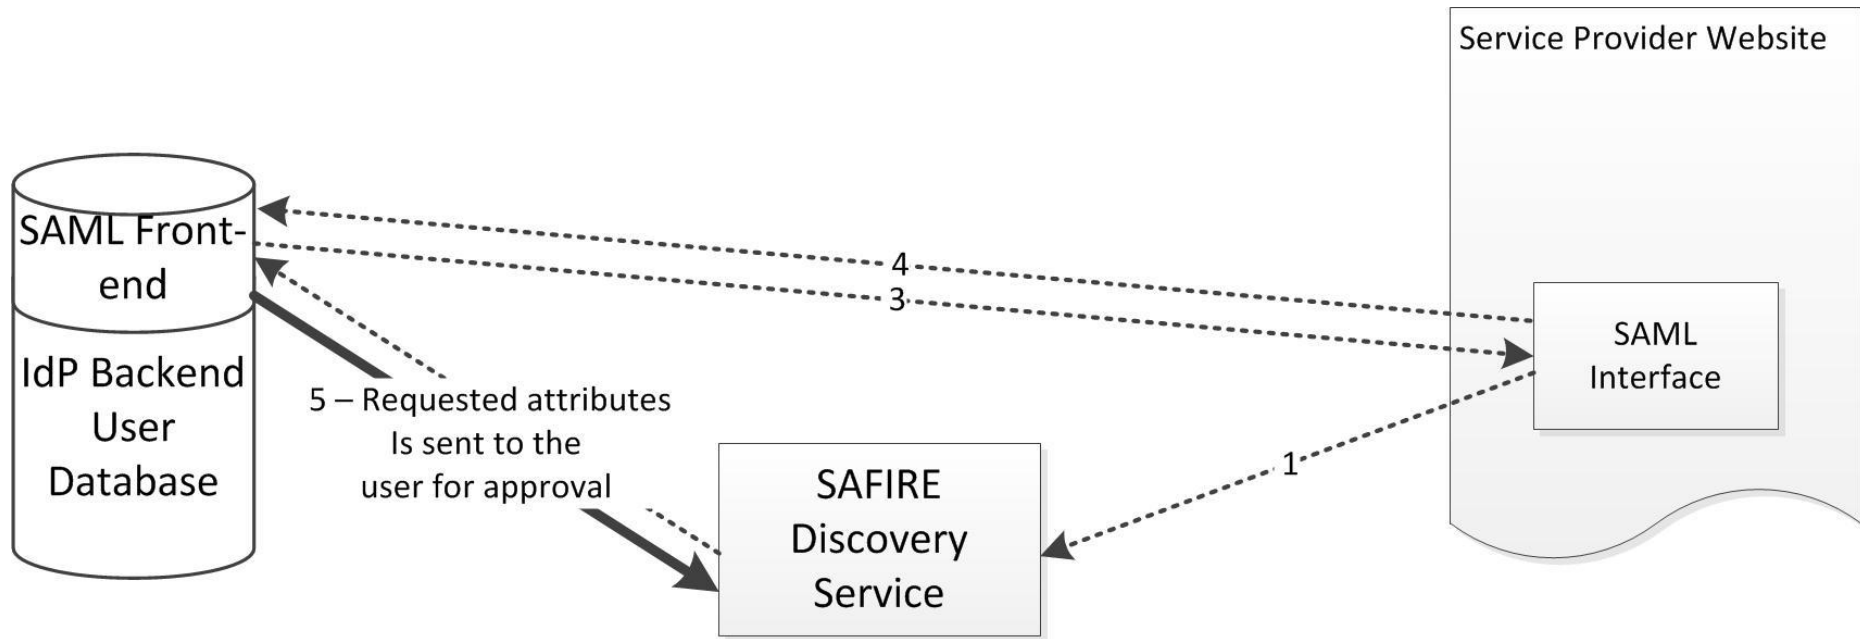 Service Provider Website
SAML Front-
end
IdP Backend
User
Database
4
3
5 – Requested attributes
Is sent to the
user for approval
1
SAML
Interface
SAFIRE
Discovery
Service